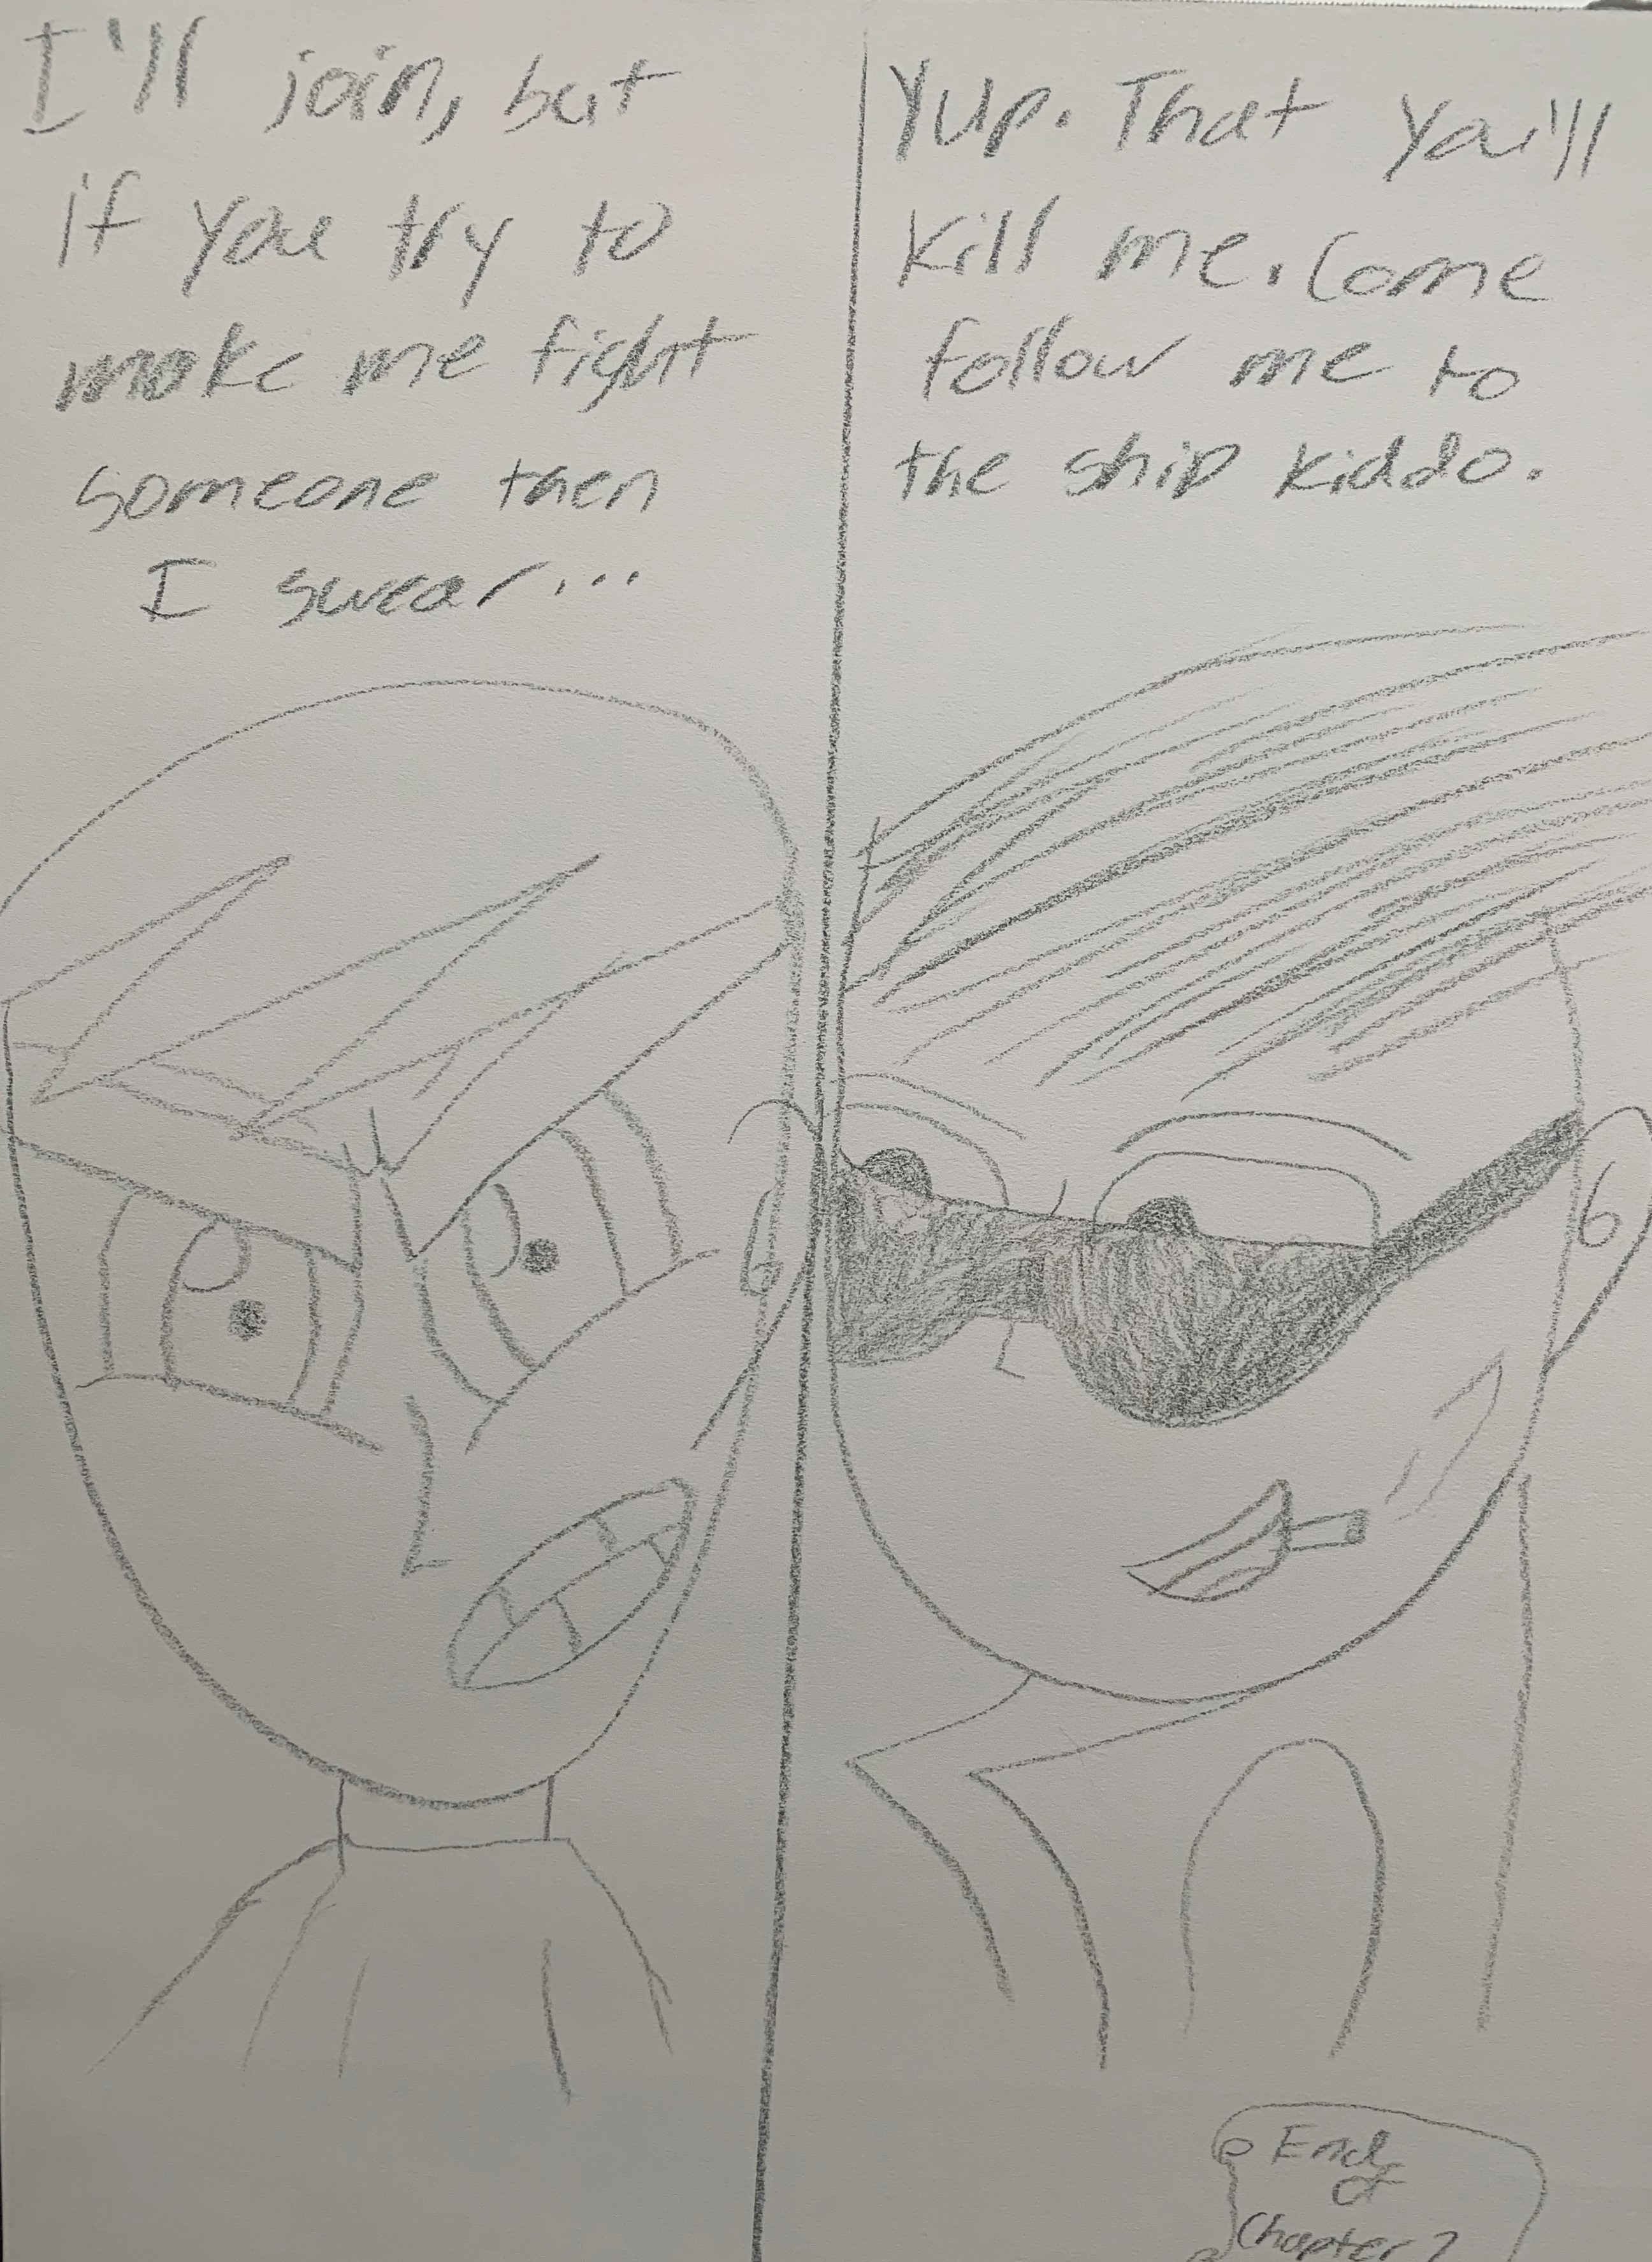 I'll join, but
if you try to
make me fight
someone then
I swear...
Yup. That you'll
kill me. Come
follow me to
the ship kiddo.
End
of
Chapter 2